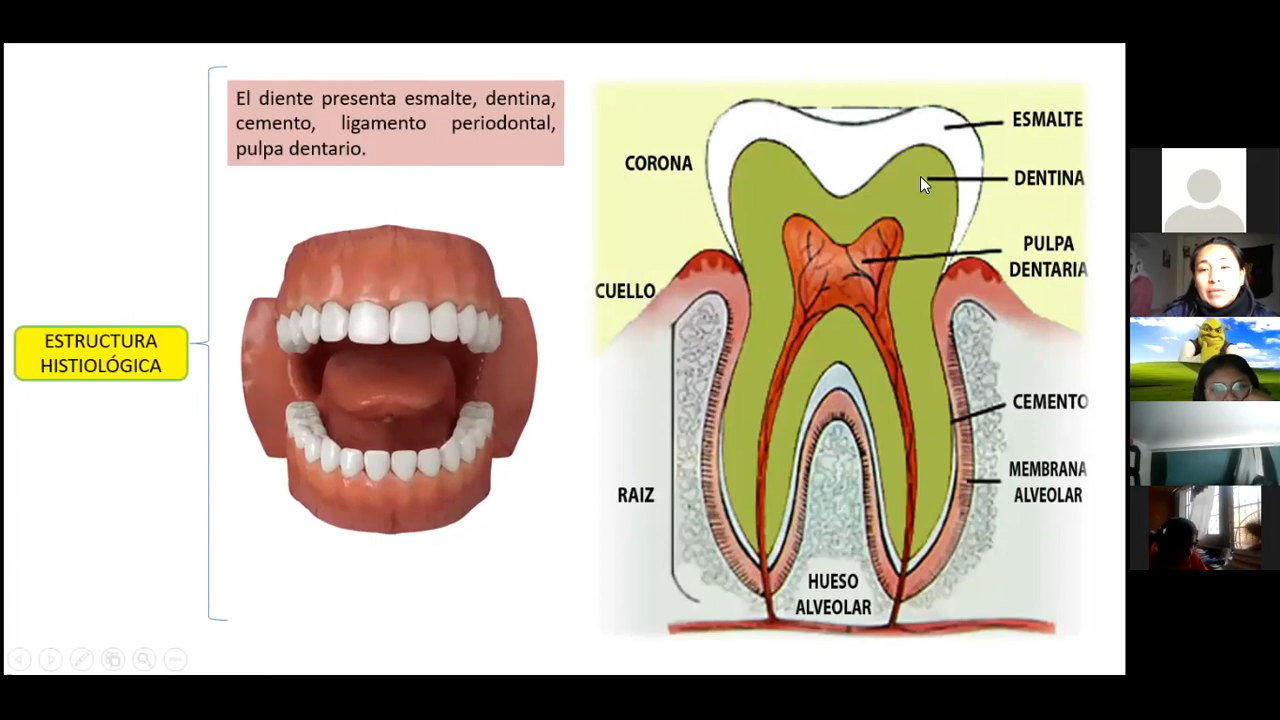 El diente presenta esmalte, dentina,
cemento, ligamento periodontal,
pulpa dentario.
ESTRUCTURA
HISTIOLÓGICA
CORONA
CUELLO
RAIZ
ESMALTE
DENTINA
PULPA
DENTARIA
CEMENTO
MEMBRANA
ALVEOLAR
HUESO
ALVEOLAR